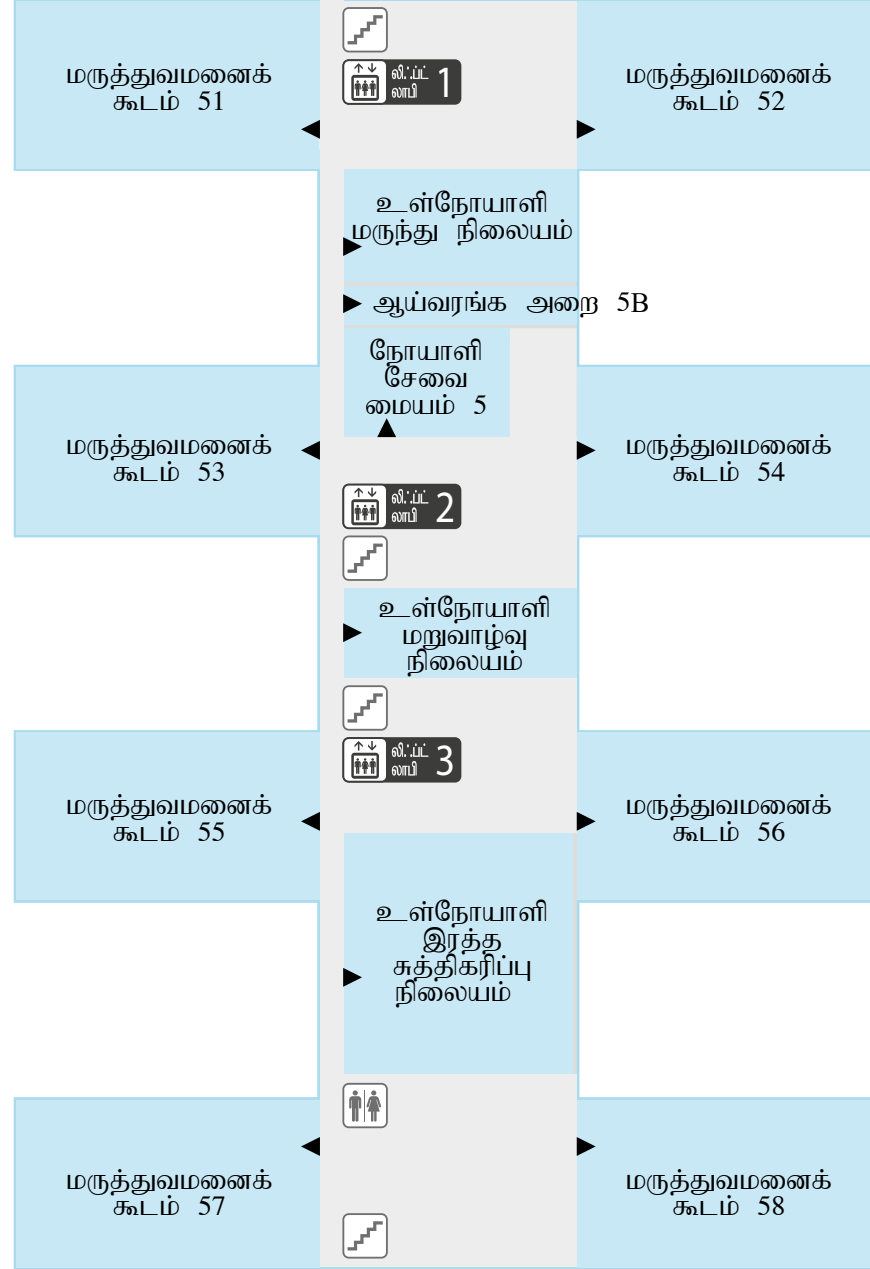 மருத்துவமனைக்
கூடம் 51
லிஃப்ட்
லாபி 1
மருத்துவமனைக்
கூடம் 52
உள்நோயாளி
மருந்து நிலையம்
ஆய்வரங்க அறை 5B
நோயாளி
சேவை
மையம் 5
மருத்துவமனைக்
கூடம் 53
மருத்துவமனைக்
கூடம் 54
லிஃப்ட்
லாபி 2
உள்நோயாளி
மறுவாழ்வு
நிலையம்
லிஃப்ட்
லாபி 3
மருத்துவமனைக்
கூடம் 55
மருத்துவமனைக்
கூடம் 56
உள்நோயாளி
இரத்த
சுத்திகரிப்பு
நிலையம்
மருத்துவமனைக்
கூடம் 57
மருத்துவமனைக்
கூடம் 58